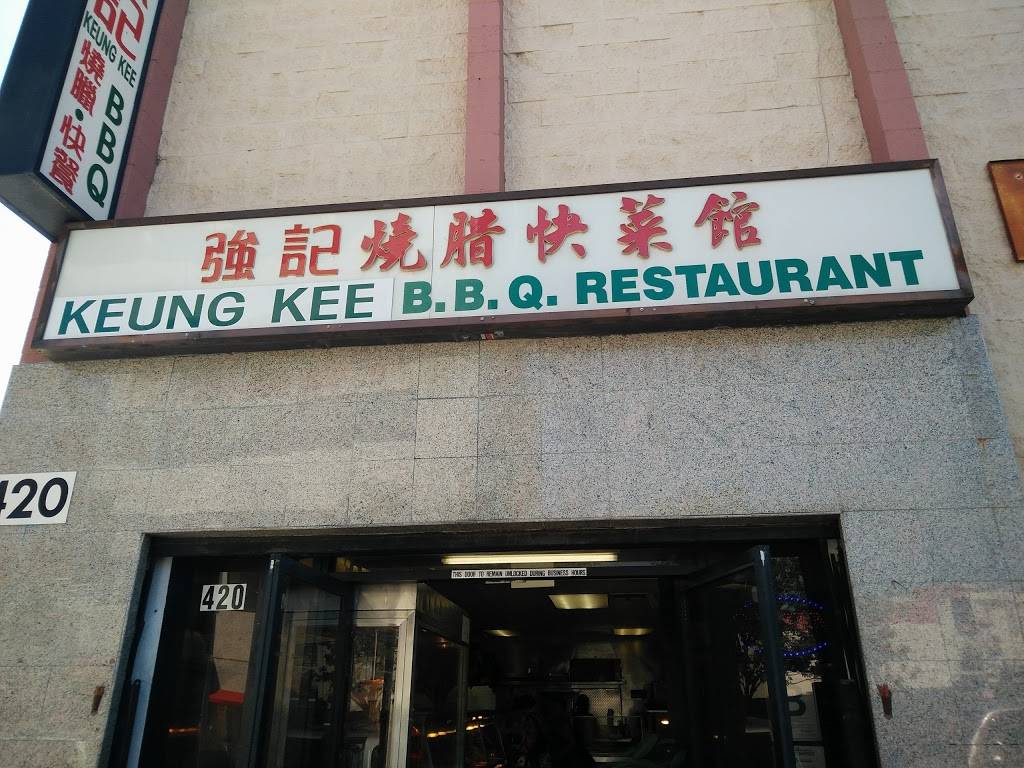 記
KEUNG KEE
BBQ
燒臘·快餐
強記燒腊快菜館
KEUNG KEE B.B.Q. RESTAURANT
420
THIS DOOR TO REMAIN UNLOCKED DURING BUSINESS HOURS
420